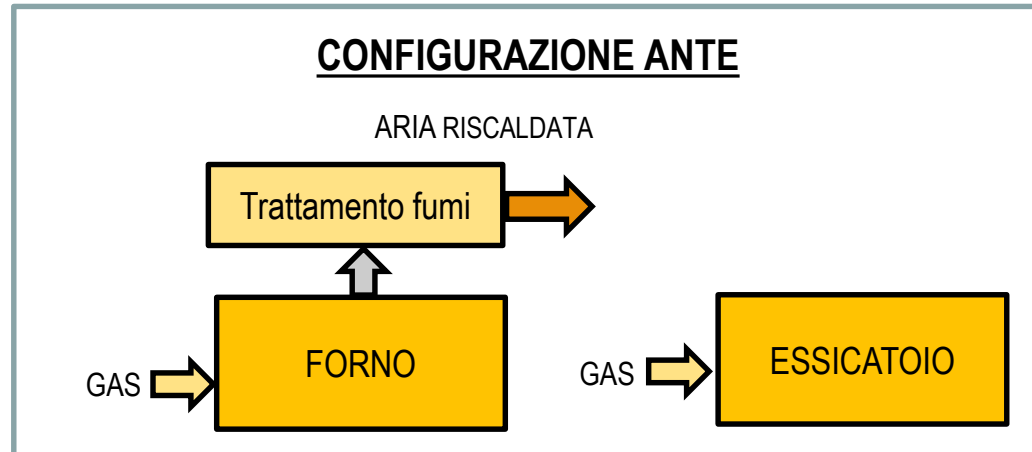 CONFIGURAZIONE ANTE
ARIA RISCALDATA
Trattamento fumi
FORNO
GAS
GAS
ESSICATOIO